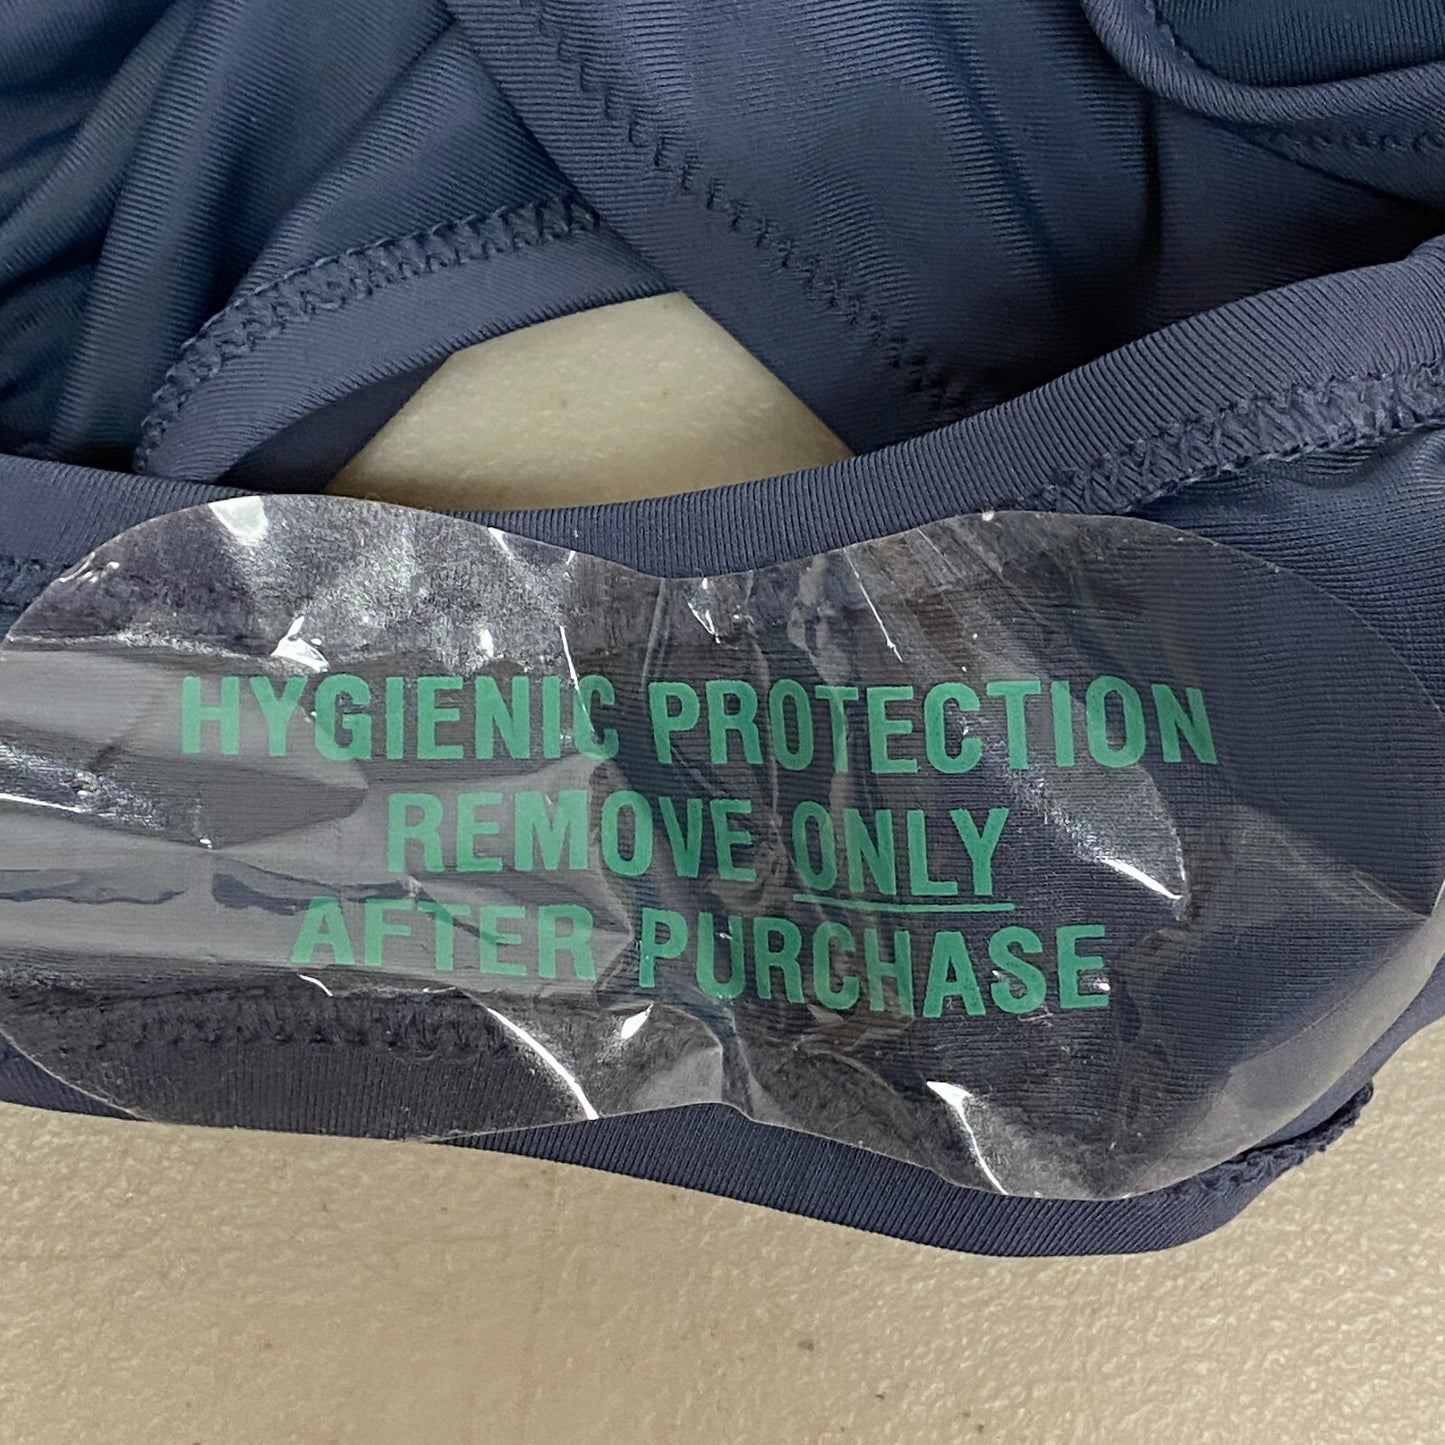 HYGIENIC PROTECTION
REMOVE ONLY
AFTER PURCHASE